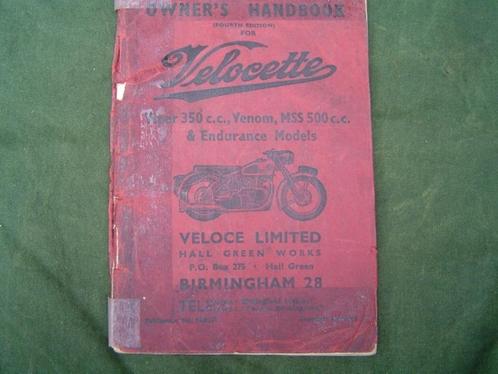 OWNER'S HANDBOOK
(FOURTH EDITION)
FOR
Velocette
Viper 350 c.c., Venom, MSS 500 c.c.
& Endurance Models
VELOCE LIMITED
HALL GREEN WORKS
P.O. Box 275 • Hall Green
BIRMINGHAM 28